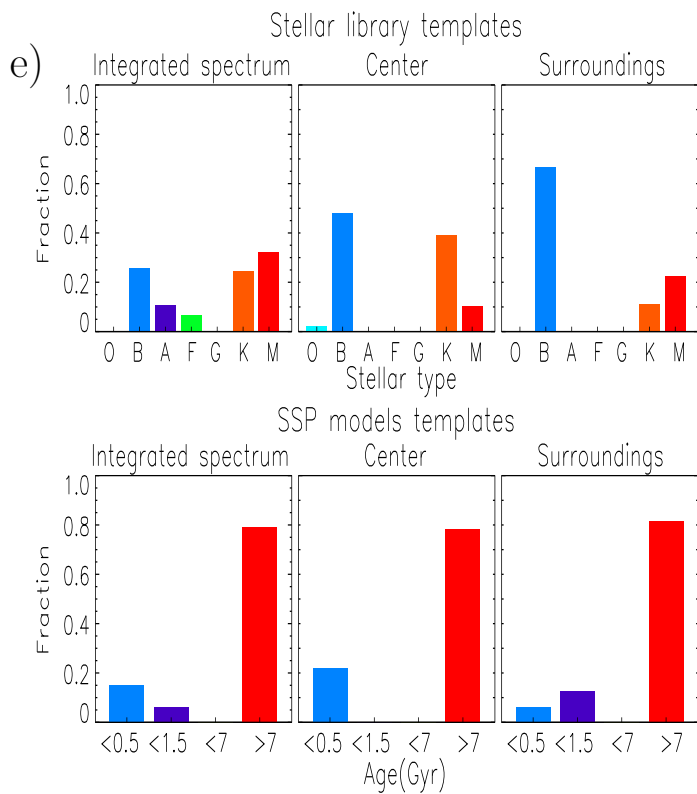 Stellar library templates
e)
Integrated spectrum Center Surroundings
1.0
0.8
0.6
0.4
0.2
0
Fraction
O B A F G K M O B A F G K M O B A F G K M
Stellar type
SSP models templates
Integrated spectrum Center Surroundings
1.0
0.8
0.6
0.4
0.2
0
Fraction
<0.5 <1.5 <7 >7 <0.5 <1.5 <7 >7 <0.5 <1.5 <7 >7
Age(Gyr)